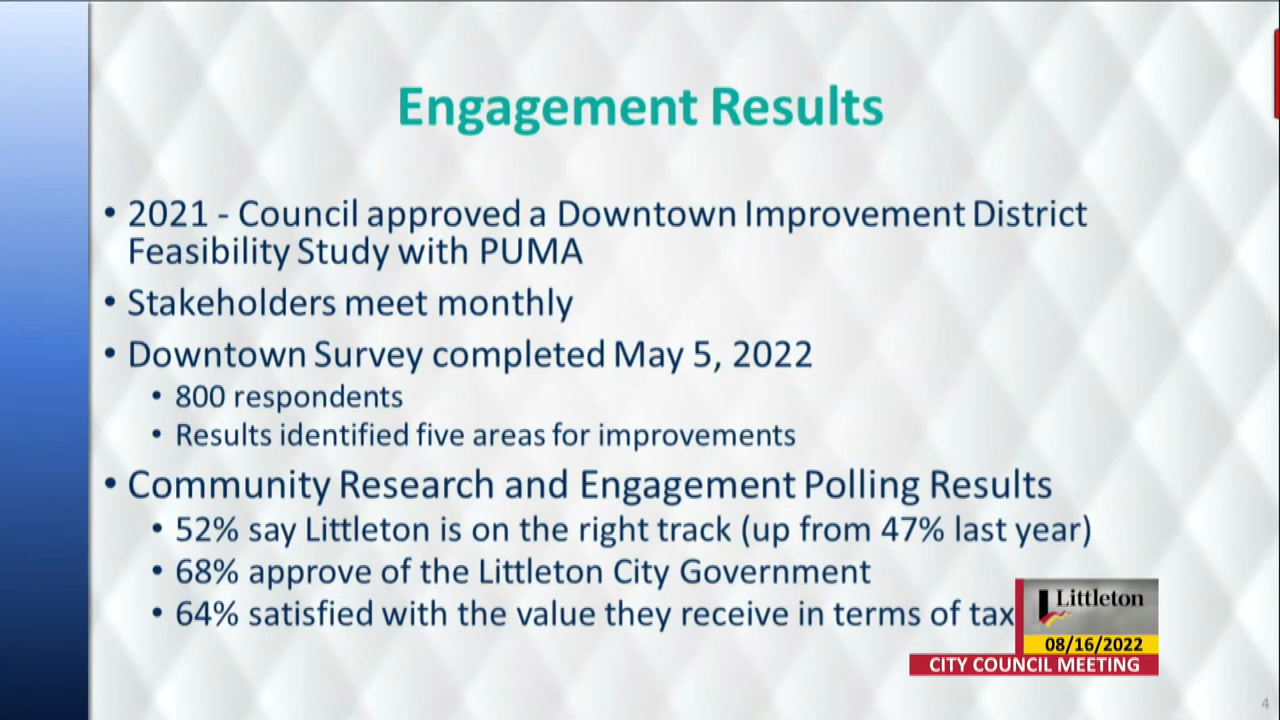 Engagement Results
• 2021 - Council approved a Downtown Improvement District
Feasibility Study with PUMA
• Stakeholders meet monthly
• Downtown Survey completed May 5, 2022
• 800 respondents
• Results identified five areas for improvements
• Community Research and Engagement Polling Results
• 52% say Littleton is on the right track (up from 47% last year)
• 68% approve of the Littleton City Government
• 64% satisfied with the value they receive in terms of tax
Littleton
08/16/2022
CITY COUNCIL MEETING
4